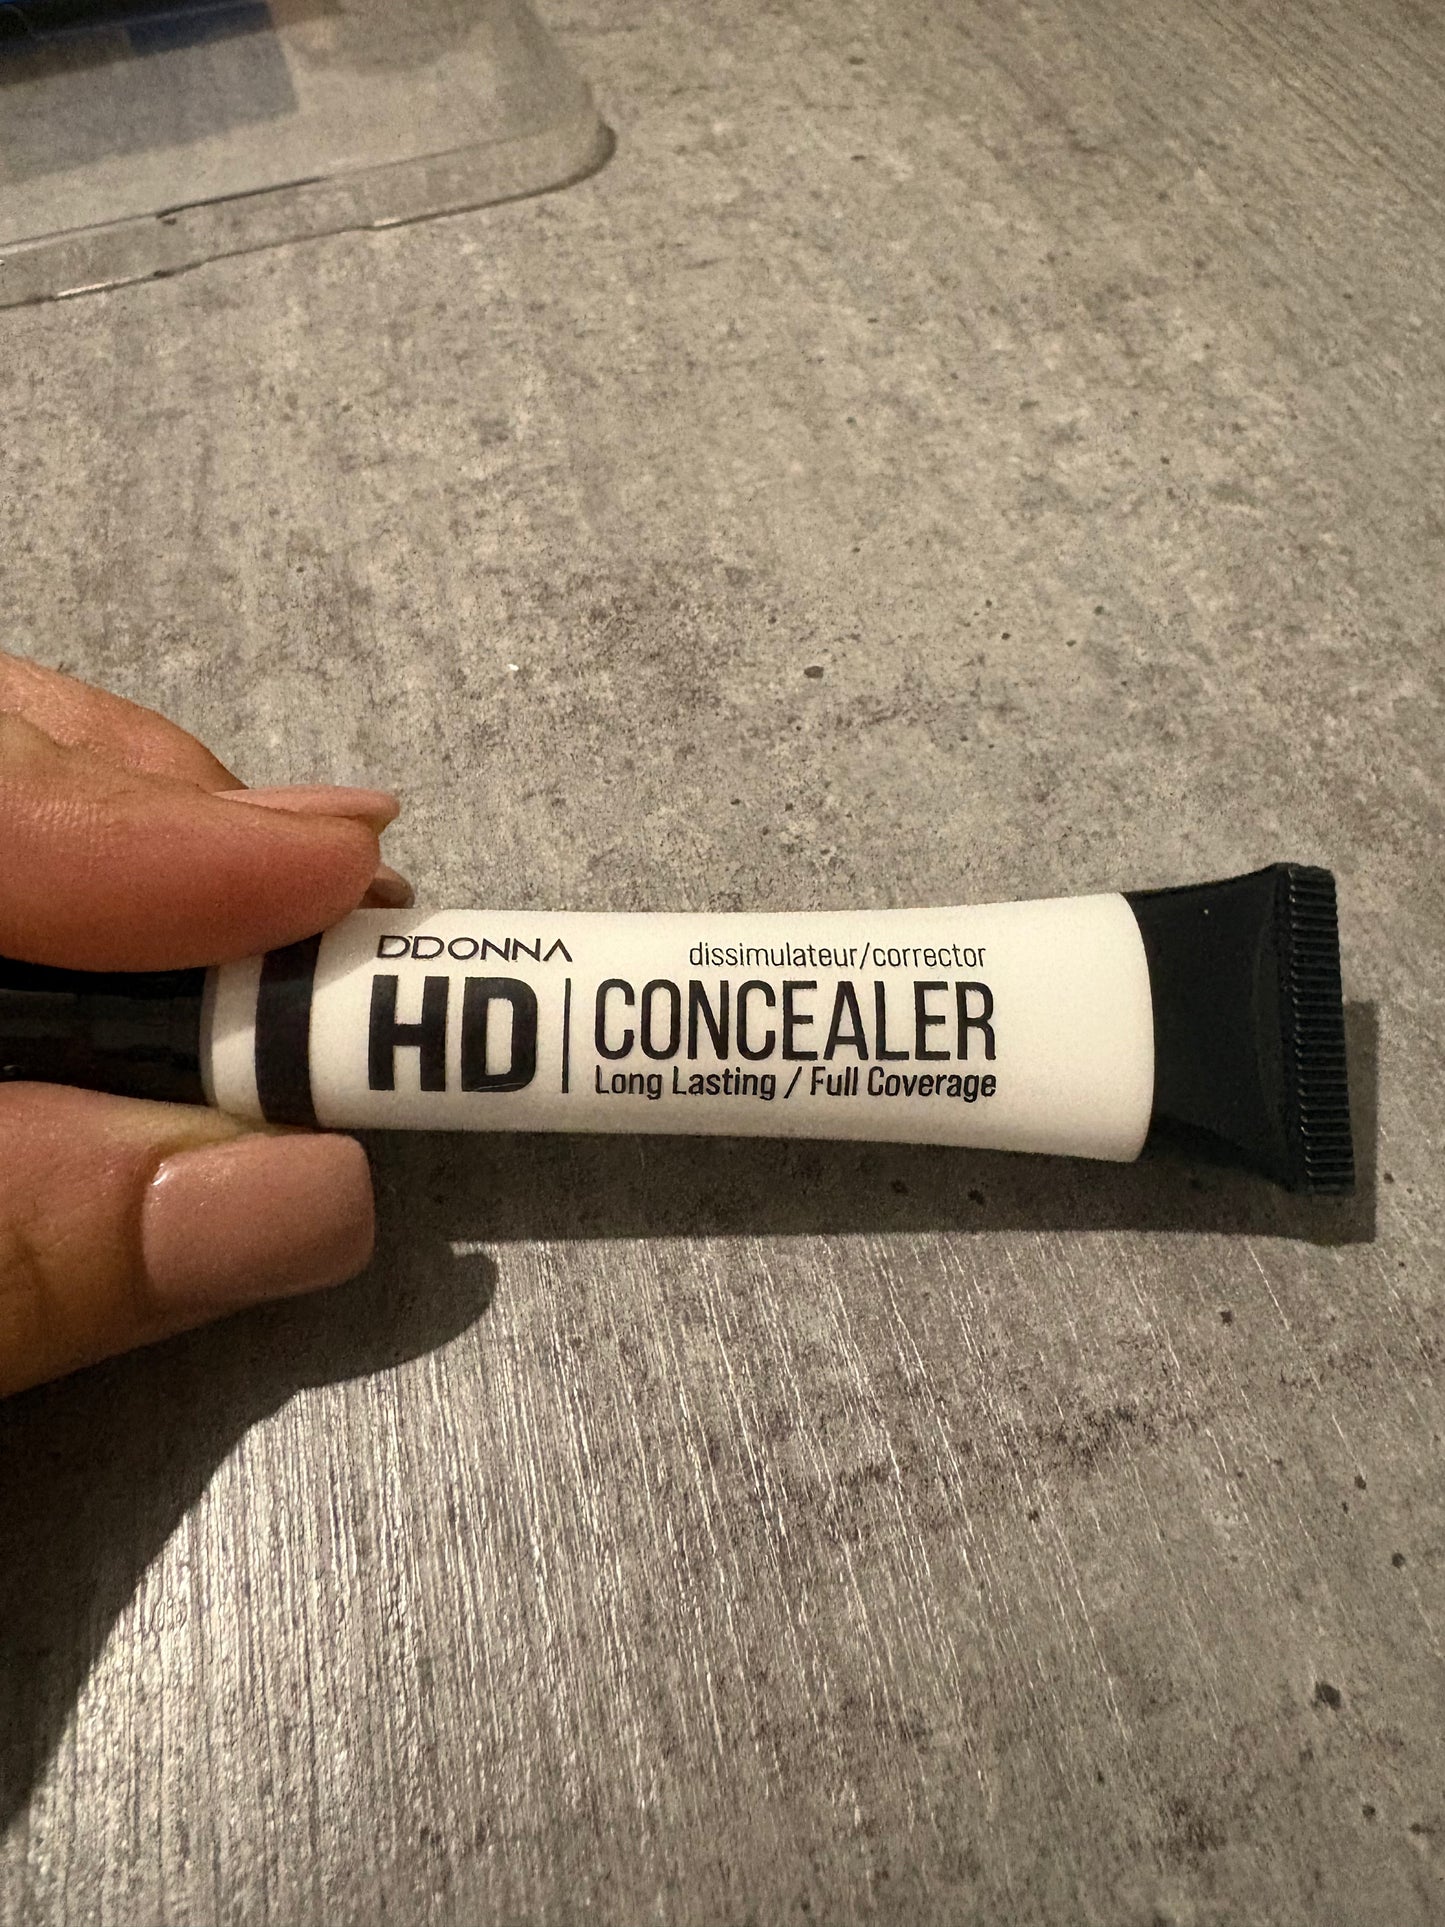 D'DONNA
dissimulateur/corrector
HD | CONCEALER
Long Lasting / Full Coverage